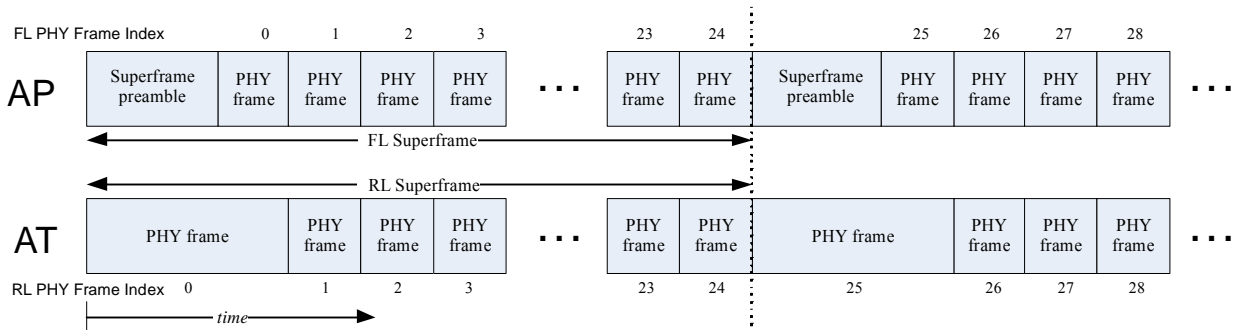 FL PHY Frame Index 0 1 2 3 23 24 25 26 27 28
AP
Superframe preamble
PHY frame
PHY frame
PHY frame
PHY frame
...
PHY frame
PHY frame
Superframe preamble
PHY frame
PHY frame
PHY frame
PHY frame
...
FL Superframe
RL Superframe
AT
PHY frame
PHY frame
PHY frame
PHY frame
...
PHY frame
PHY frame
PHY frame
PHY frame
PHY frame
PHY frame
...
RL PHY Frame Index 0 1 2 3 23 24 25 26 27 28
time